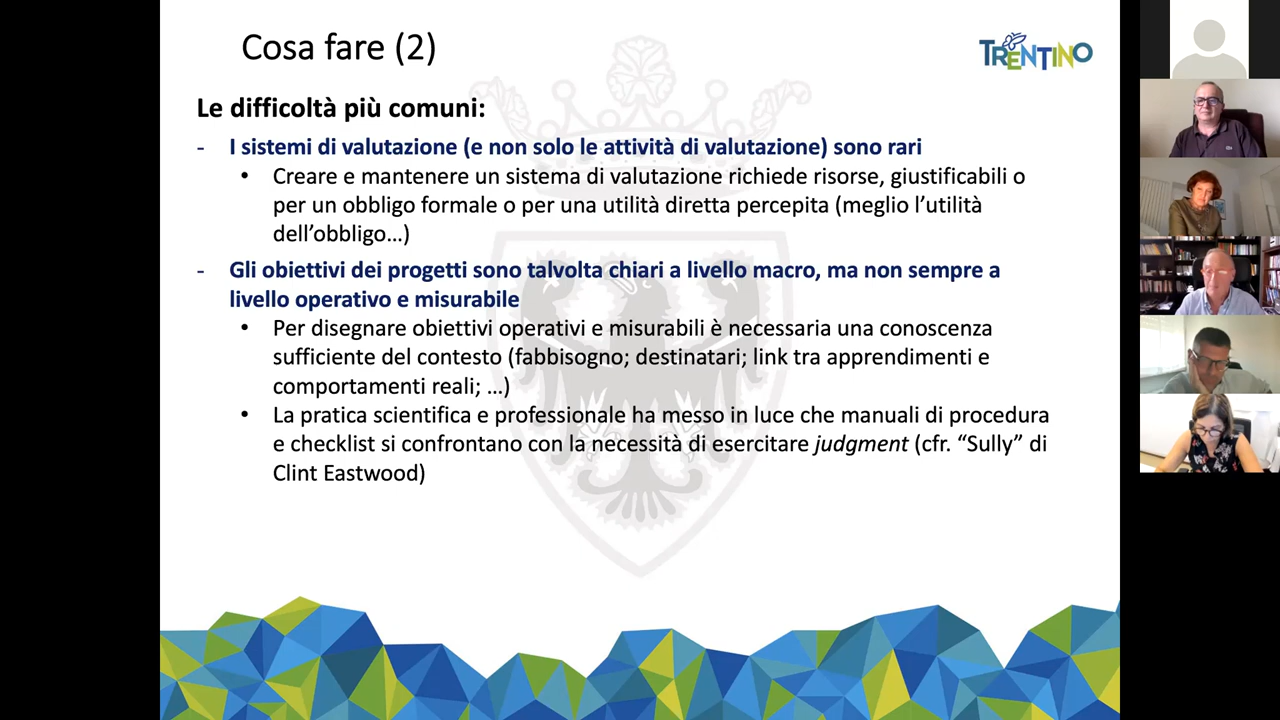 Cosa fare (2)
TRENTINO
Le difficoltà più comuni:
- I sistemi di valutazione (e non solo le attività di valutazione) sono rari
• Creare e mantenere un sistema di valutazione richiede risorse, giustificabili o
per un obbligo formale o per una utilità diretta percepita (meglio l’utilità
dell’obbligo…)
- Gli obiettivi dei progetti sono talvolta chiari a livello macro, ma non sempre a
livello operativo e misurabile
• Per disegnare obiettivi operativi e misurabili è necessaria una conoscenza
sufficiente del contesto (fabbisogno; destinatari; link tra apprendimenti e
comportamenti reali; …)
• La pratica scientifica e professionale ha messo in luce che manuali di procedura
e checklist si confrontano con la necessità di esercitare judgment (cfr. “Sully” di
Clint Eastwood)